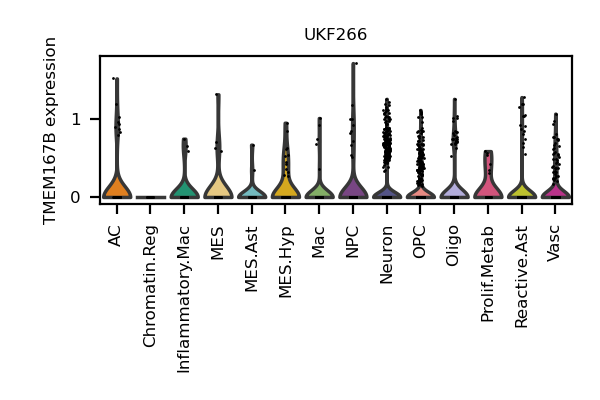 UKF266
TMEM167B expression
1
0
AC
Chromatin.Reg
Inflammatory.Mac
MES
MES.Ast
MES.Hyp
Mac
NPC
Neuron
OPC
Oligo
Prolif.Metab
Reactive.Ast
Vasc